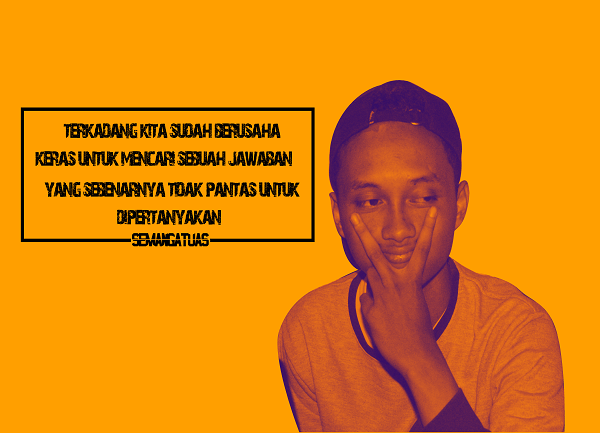 TERKADANG KITA SUDAH BERUSAHA
KERAS UNTUK MENCARI SEBUAH JAWABAN
YANG SEBENARNYA TIDAK PANTAS UNTUK
DIPERTANYAKAN
SEMANGATUAS